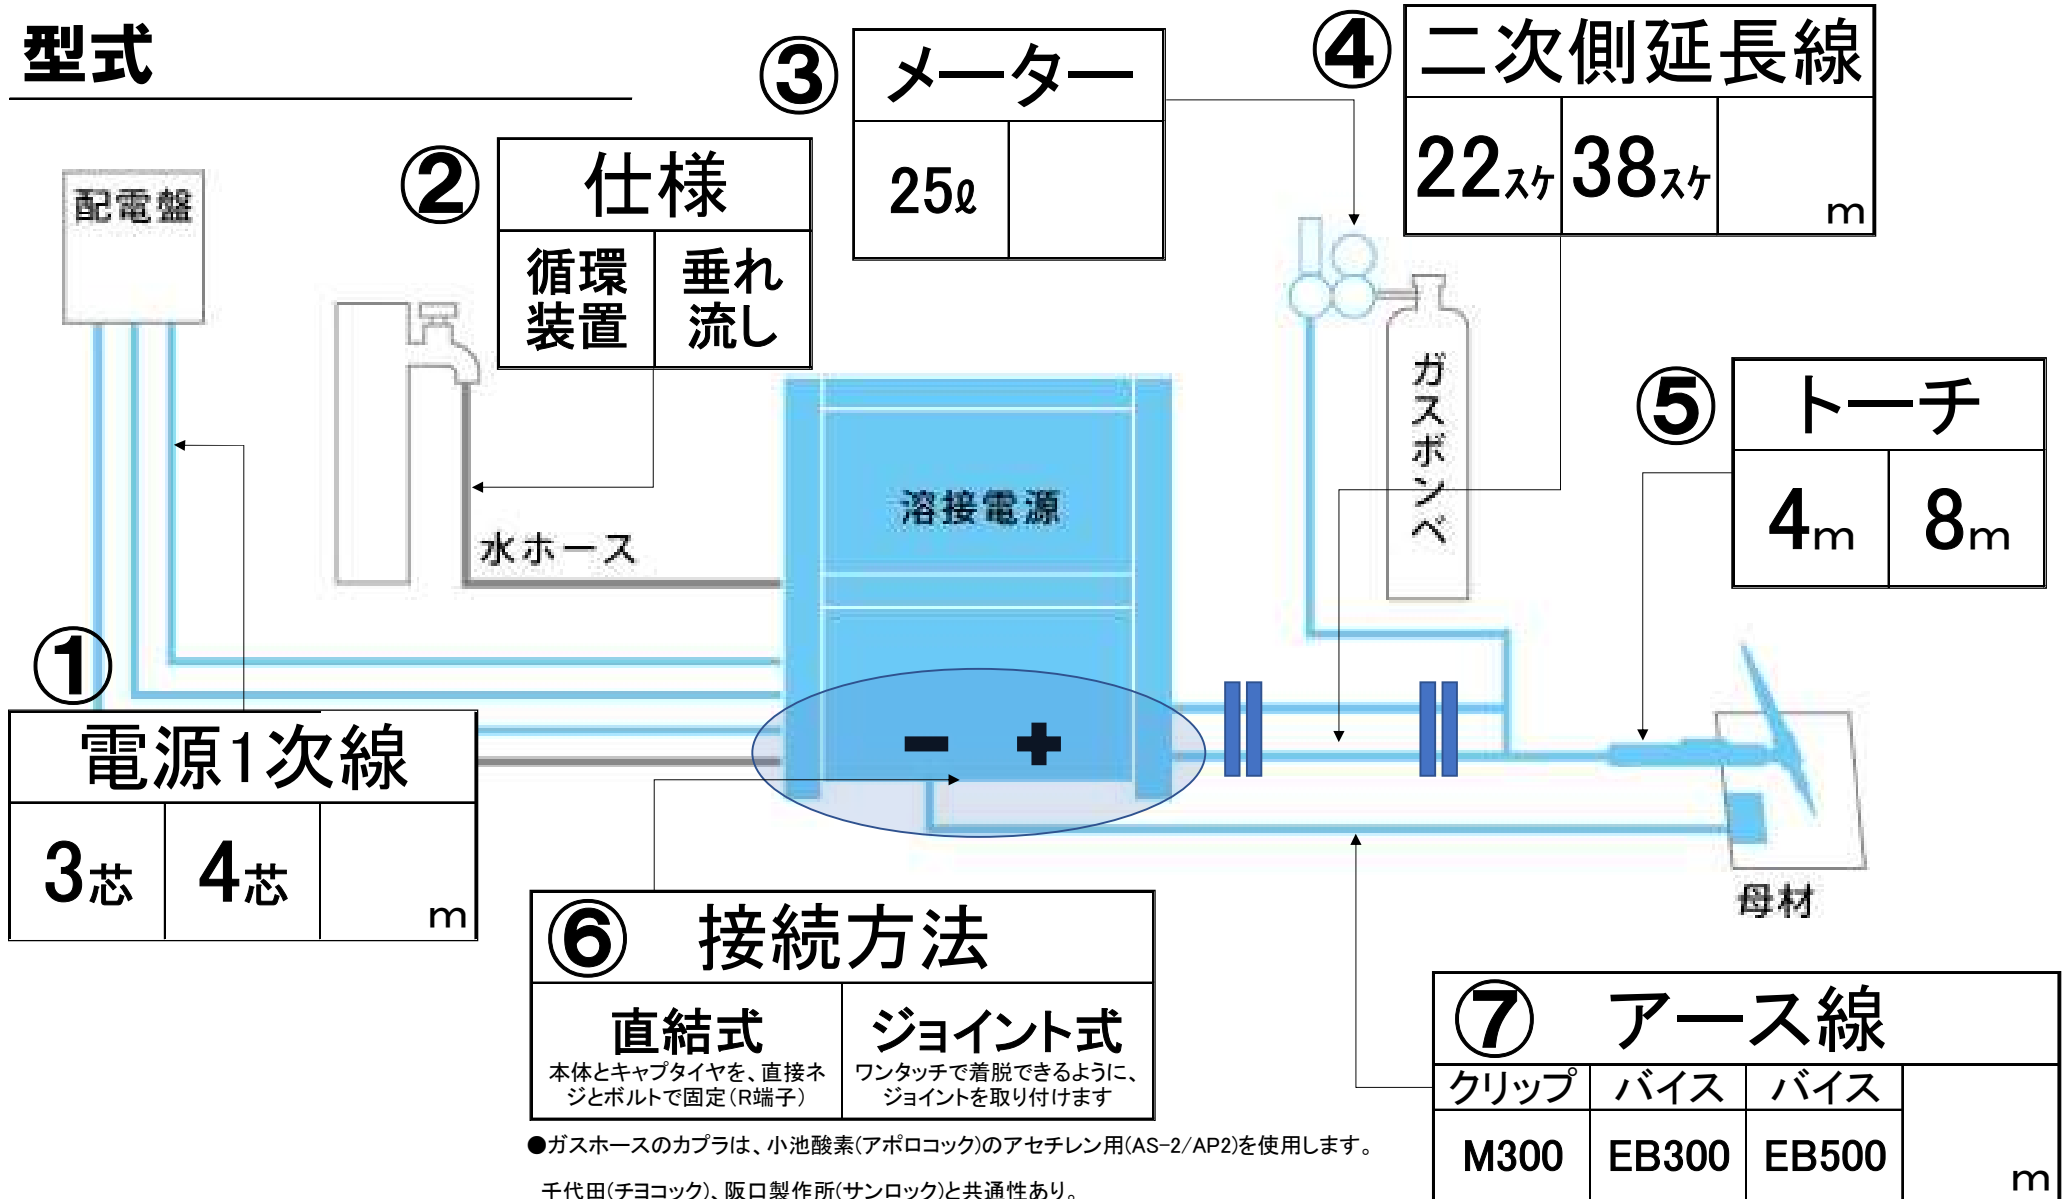 型式
③
メーター
25ℓ
④
二次側延長線
22スケ
38スケ
m
②
仕様
循環
装置
垂れ
流し
配電盤
水ホース
溶接電源
ガスボンベ
⑤
トーチ
4m
8m
①
電源1次線
3芯
4芯
m
− +
母材
⑥ 接続方法
直結式
本体とキャプタイヤを、直接ネ
ジとボルトで固定(R端子)
ジョイント式
ワンタッチで着脱できるように、
ジョイントを取り付けます
⑦ アース線
クリップ
M300
バイス
EB300
バイス
EB500
m
●ガスホースのカプラは、小池酸素(アポロコック)のアセチレン用(AS-2/AP2)を使用します。
千代田(チヨコック)、阪口製作所(サンロック)と共通性あり。